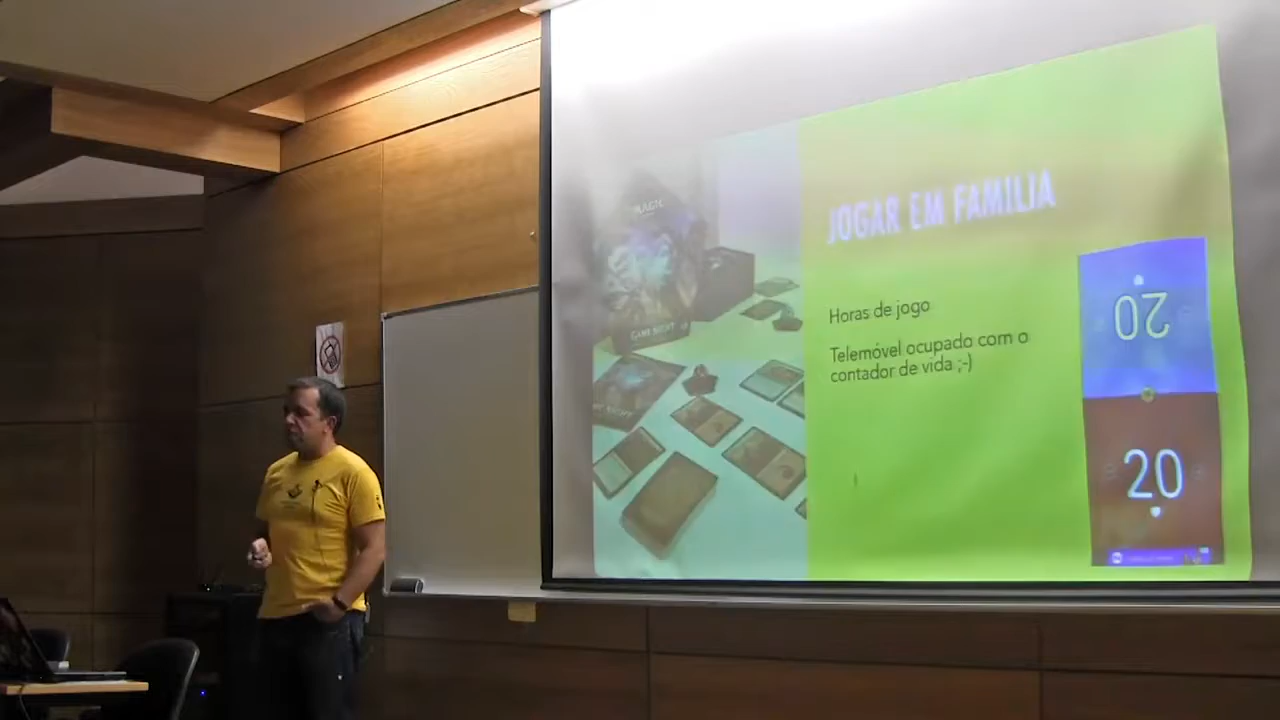 MAGIC
GAME NIGHT
JOGAR EM FAMILIA
Horas de jogo
Telemóvel ocupado com o
contador de vida ;-)
20
20